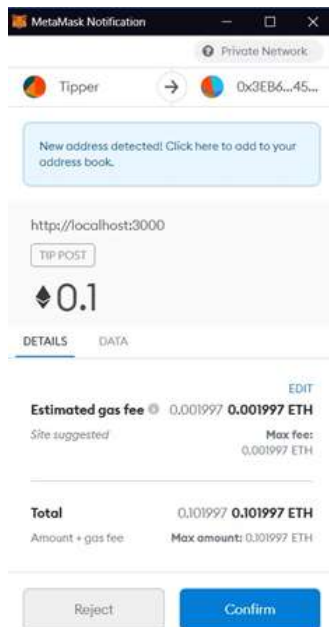 MetaMask Notification
Private Network
Tipper
0x3EB6...45...
New address detected! Click here to add to your
address book.
http://localhost:3000
TIP POST
0.1
DETAILS DATA
EDIT
Estimated gas fee 0.001997 0.001997 ETH
Site suggested Max fee:
0.001997 ETH
Total 0.101997 0.101997 ETH
Amount + gas fee Max amount: 0.101997 ETH
Reject Confirm